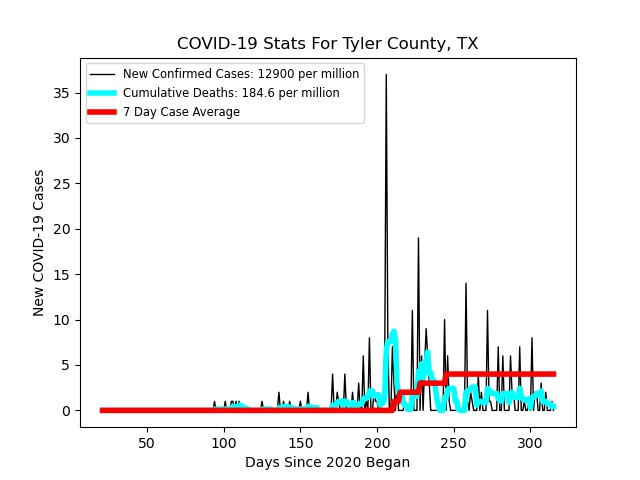 COVID-19 Stats For Tyler County, TX
New Confirmed Cases: 12900 per million
Cumulative Deaths: 184.6 per million
7 Day Case Average
35
30
25
20
15
10
5
0
New COVID-19 Cases
50 100 150 200 250 300
Days Since 2020 Began